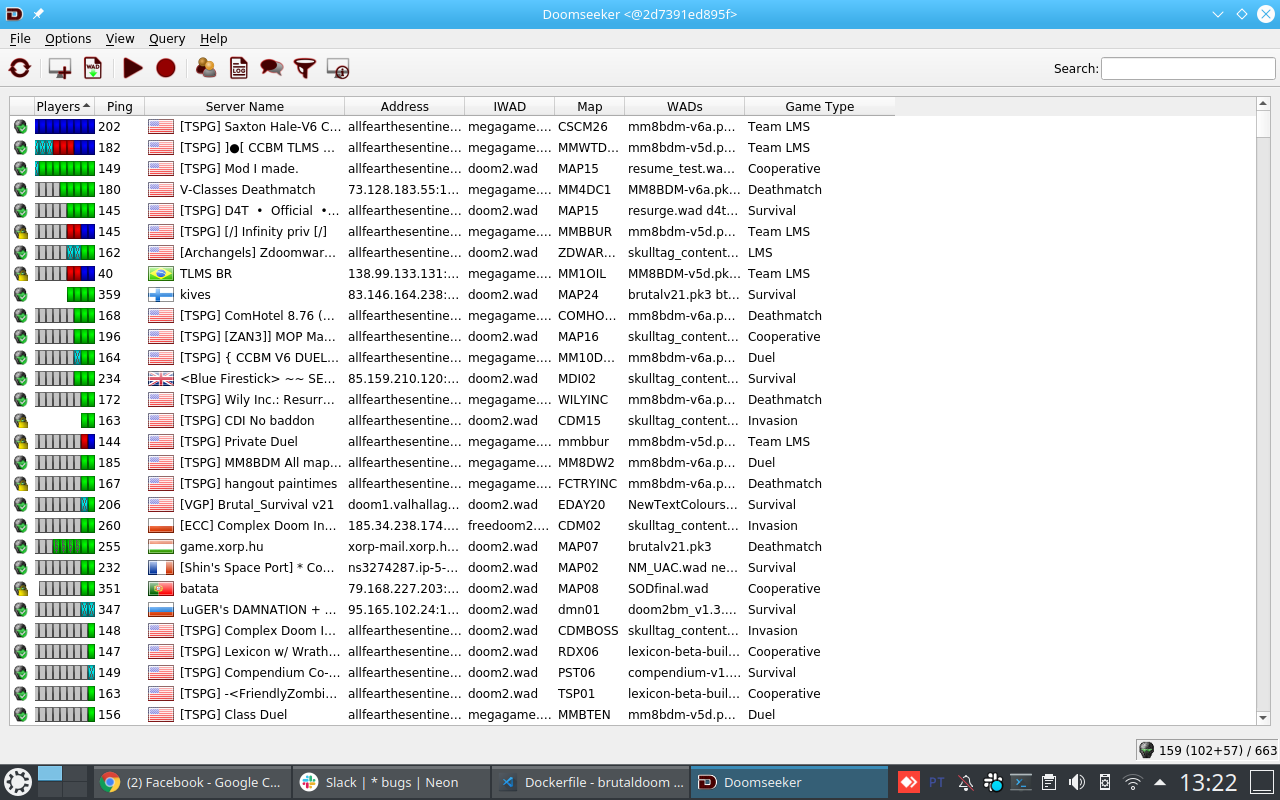 Doomseeker <@2d7391ed895f>
File Options View Query Help
Search:
Players Ping Server Name Address IWAD Map WADs Game Type
202 [TSPG] Saxton Hale-V6 C... allfearthesentine... megagame.... CSCM26 mm8bdm-v6a.p... Team LMS
182 [TSPG] ]●[ CCBM TLMS ... allfearthesentine... megagame.... MMWTD... mm8bdm-v5d.p... Team LMS
149 [TSPG] Mod I made. allfearthesentine... doom2.wad MAP15 resume_test.wa... Cooperative
180 V-Classes Deathmatch 73.128.183.55:1... megagame.... MM4DC1 MM8BDM-v6a.pk... Deathmatch
145 [TSPG] D4T • Official •... allfearthesentine... doom2.wad MAP15 resurge.wad d4t... Survival
145 [TSPG] [/] Infinity priv [/] allfearthesentine... megagame.... MMBBUR mm8bdm-v5d.p... Team LMS
162 [Archangels] Zdoomwar... allfearthesentine... doom2.wad ZDWAR... skulltag_content... LMS
40 TLMS BR 138.99.133.131:... megagame.... MM1OIL MM8BDM-v5d.pk... Team LMS
359 kives 83.146.164.238:... doom2.wad MAP24 brutalv21.pk3 bt... Survival
168 [TSPG] ComHotel 8.76 (... allfearthesentine... megagame.... COMHO... mm8bdm-v6a.p... Deathmatch
196 [TSPG] [ZAN3]] MOP Ma... allfearthesentine... doom2.wad MAP16 skulltag_content... Cooperative
164 [TSPG] { CCBM V6 DUEL... allfearthesentine... megagame.... MM10D... mm8bdm-v6a.p... Duel
234 <Blue Firestick> ~~ SE... 85.159.210.120:... doom2.wad MDI02 skulltag_content... Survival
172 [TSPG] Wily Inc.: Resurr... allfearthesentine... megagame.... WILYINC mm8bdm-v6a.p... Deathmatch
163 [TSPG] CDI No baddon allfearthesentine... doom2.wad CDM15 skulltag_content... Invasion
144 [TSPG] Private Duel allfearthesentine... megagame.... mmbbur mm8bdm-v5d.p... Team LMS
185 [TSPG] MM8BDM All map... allfearthesentine... megagame.... MM8DW2 mm8bdm-v6a.p... Duel
167 [TSPG] hangout paintimes allfearthesentine... megagame.... FCTRYINC mm8bdm-v6a.p... Deathmatch
206 [VGP] Brutal_Survival v21 doom1.valhallag... doom2.wad EDAY20 NewTextColours... Survival
260 [ECC] Complex Doom In... 185.34.238.174.... freedoom2.... CDM02 skulltag_content... Invasion
255 game.xorp.hu xorp-mail.xorp.h... doom2.wad MAP07 brutalv21.pk3 Deathmatch
232 [Shin's Space Port] * Co... ns3274287.ip-5-... doom2.wad MAP02 NM_UAC.wad ne... Survival
351 batata 79.168.227.203:... doom2.wad MAP08 SODfinal.wad Cooperative
347 LuGER's DAMNATION + ... 95.165.102.24:1... doom2.wad dmn01 doom2bm_v1.3.... Survival
148 [TSPG] Complex Doom I... allfearthesentine... doom2.wad CDMBOSS skulltag_content... Invasion
147 [TSPG] Lexicon w/ Wrath... allfearthesentine... doom2.wad RDX06 lexicon-beta-buil... Cooperative
149 [TSPG] Compendium Co-... allfearthesentine... doom2.wad PST06 compendium-v1.... Survival
163 [TSPG] -<FriendlyZombi... allfearthesentine... doom2.wad TSP01 lexicon-beta-buil... Cooperative
156 [TSPG] Class Duel allfearthesentine... megagame.... MMBTEN mm8bdm-v5d.p... Duel
159 (102+57) / 663
(2) Facebook - Google C... Slack | * bugs | Neon Dockerfile - brutaldoom ... Doomseeker PT 13:22